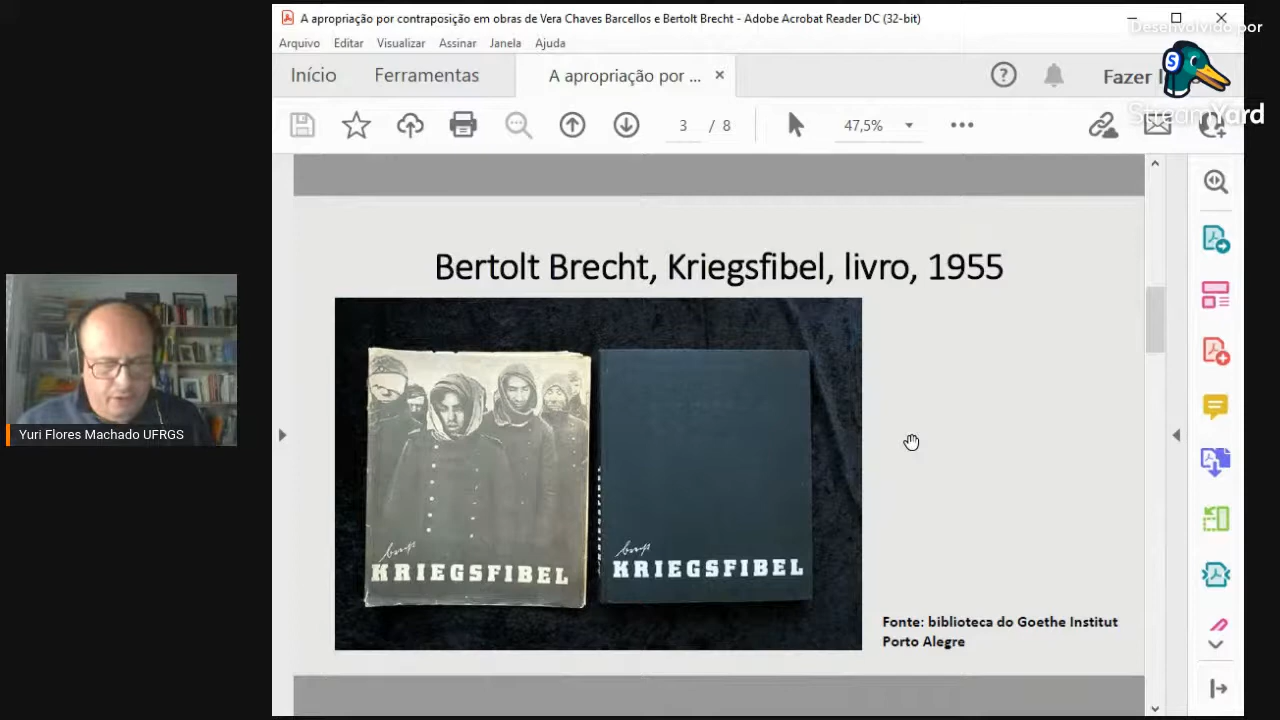 A apropriação por contraposição em obras de Vera Chaves Barcellos e Bertolt Brecht - Adobe Acrobat Reader DC (32-bit)
Desenvolvido por
Arquivo Editar Visualizar Assinar Janela Ajuda
Início Ferramentas A apropriação por ... Fazer
StreamYard
3 / 8 47,5%
Bertolt Brecht, Kriegsfibel, livro, 1955
KRIEGSFIBEL
KRIEGSFIBEL
KRIEGSFIBEL
Yuri Flores Machado UFRGS
Fonte: biblioteca do Goethe Institut
Porto Alegre